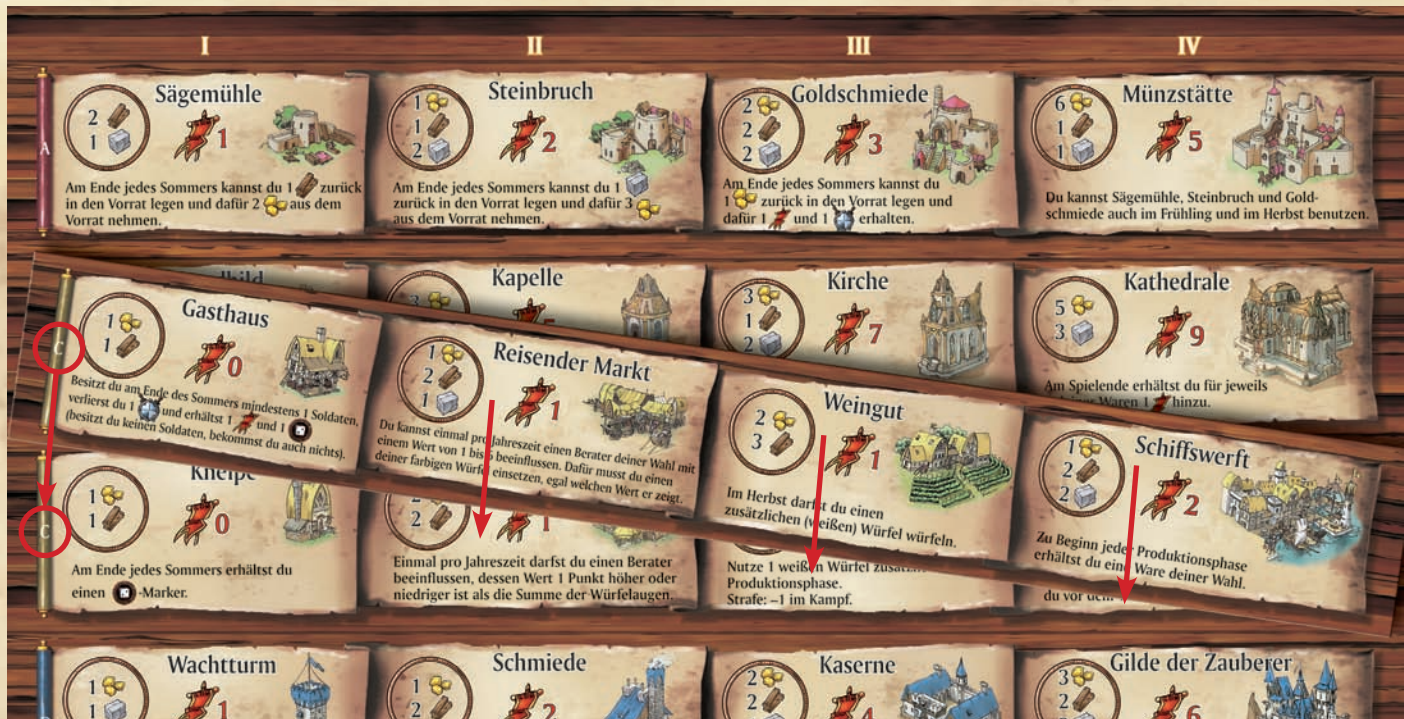 I II III IV
A
Sägemühle
2
1
1
Am Ende jedes Sommers kannst du 1 zurück
in den Vorrat legen und dafür 2 aus dem
Vorrat nehmen.
Steinbruch
1
1
2
2
Am Ende jedes Sommers kannst du 1
zurück in den Vorrat legen und dafür 3
aus dem Vorrat nehmen.
Goldschmiede
2
2
2
3
Am Ende jedes Sommers kannst du
1 zurück in den Vorrat legen und
dafür 1 und 1 erhalten.
Münzstätte
6
1
1
5
Du kannst Sägemühle, Steinbruch und Gold-
schmiede auch im Frühling und im Herbst benutzen.
Kapelle
Kirche
3
1
2
7
Kathedrale
5
3
9
Am Spielende erhältst du für jeweils
Waren 1 hinzu.
C
Gasthaus
1
1
0
Besitzt du am Ende des Sommers mindestens 1 Soldaten,
verlierst du 1 und erhältst 1 und 1
(besitzt du keinen Soldaten, bekommst du auch nichts).
Reisender Markt
1
2
1
1
Du kannst einmal pro Jahreszeit einen Berater deiner Wahl mit
einem Wert von 1 bis 5 beeinflussen. Dafür musst du einen
deiner farbigen Würfel einsetzen, egal welchen Wert er zeigt.
Weingut
2
3
1
Im Herbst darfst du einen
zusätzlichen (weißen) Würfel würfeln.
Schiffswerft
1
2
2
2
Zu Beginn jeder Produktionsphase
erhältst du eine Ware deiner Wahl.
C
Kneipe
1
1
0
Am Ende jedes Sommers erhältst du
einen -Marker.
2
1
Einmal pro Jahreszeit darfst du einen Berater
beeinflussen, dessen Wert 1 Punkt höher oder
niedriger ist als die Summe der Würfelaugen.
Nutze 1 weißen Würfel
Produktionsphase.
Strafe: –1 im Kampf.
du vor
Wachtturm
1
1
1
Schmiede
1
2
2
Kaserne
2
2
4
Gilde der Zauberer
3
2
6